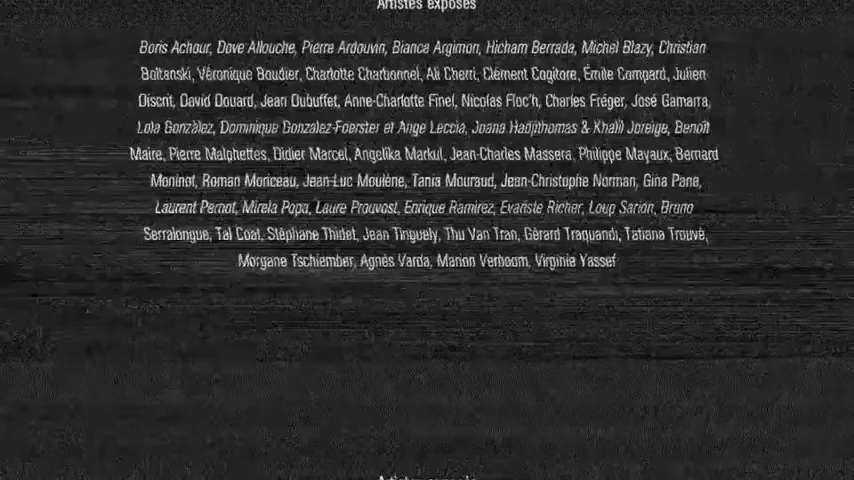 Artistes exposés
Boris Achour, Dove Allouche, Pierre Ardouvin, Bianca Argimon, Hicham Berrada, Michel Blazy, Christian
Boltanski, Véronique Boudier, Charlotte Charbonnel, Ali Cherri, Clément Cogitore, Émile Compard, Julien
Discrit, David Douard, Jean Dubuffet, Anne-Charlotte Finel, Nicolas Floc'h, Charles Fréger, José Gamarra,
Lola Gonzàlez, Dominique Gonzalez-Foerster et Ange Leccia, Joana Hadjithomas & Khalil Joreige, Benoît
Maire, Pierre Malphettes, Didier Marcel, Angelika Markul, Jean-Charles Massera, Philippe Mayaux, Bernard
Moninot, Roman Moriceau, Jean-Luc Moulène, Tania Mouraud, Jean-Christophe Norman, Gina Pane,
Laurent Pernot, Mirela Popa, Laure Prouvost, Enrique Ramirez, Evariste Richer, Loup Sarion, Bruno
Serralongue, Tal Coat, Stéphane Thidet, Jean Tinguely, Thu Van Tran, Gérard Traquandi, Tatiana Trouvé,
Morgane Tschiember, Agnès Varda, Marion Verboom, Virginie Yassef
Artistes exposés